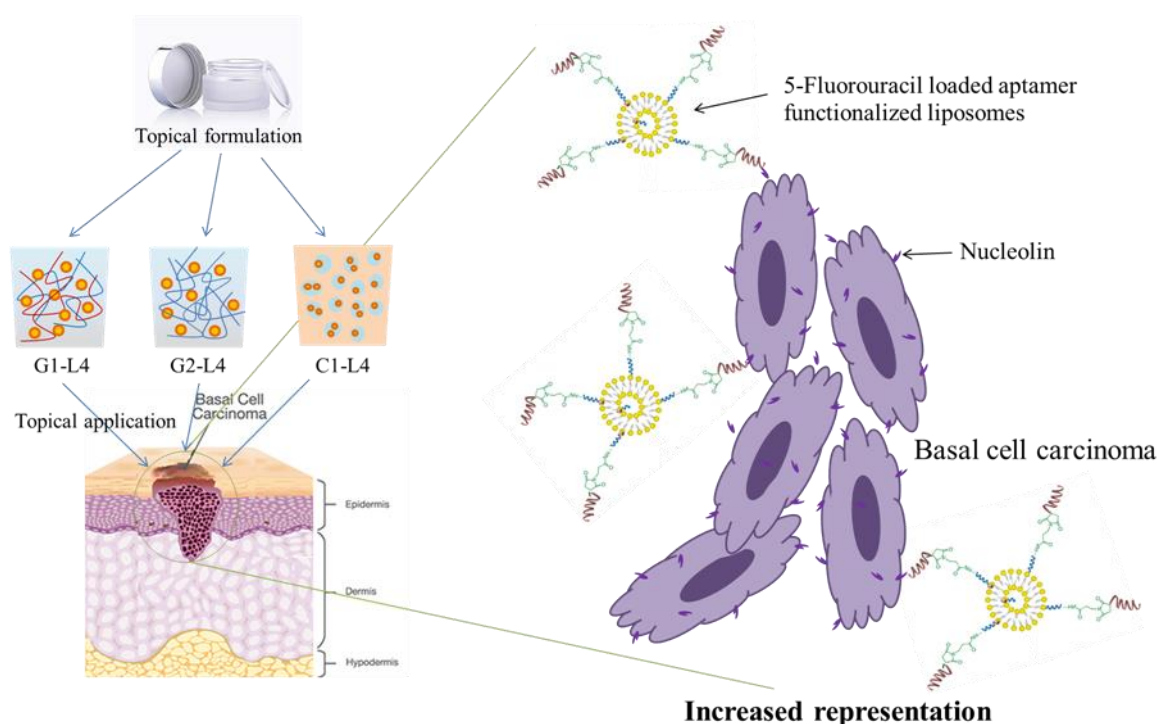 Topical formulation
5-Fluorouracil loaded aptamer
functionalized liposomes
Nucleolin
G1-L4
G2-L4
C1-L4
Topical application
Basal Cell
Carcinoma
Epidermis
Dermis
Hypodermis
Basal cell carcinoma
Increased representation